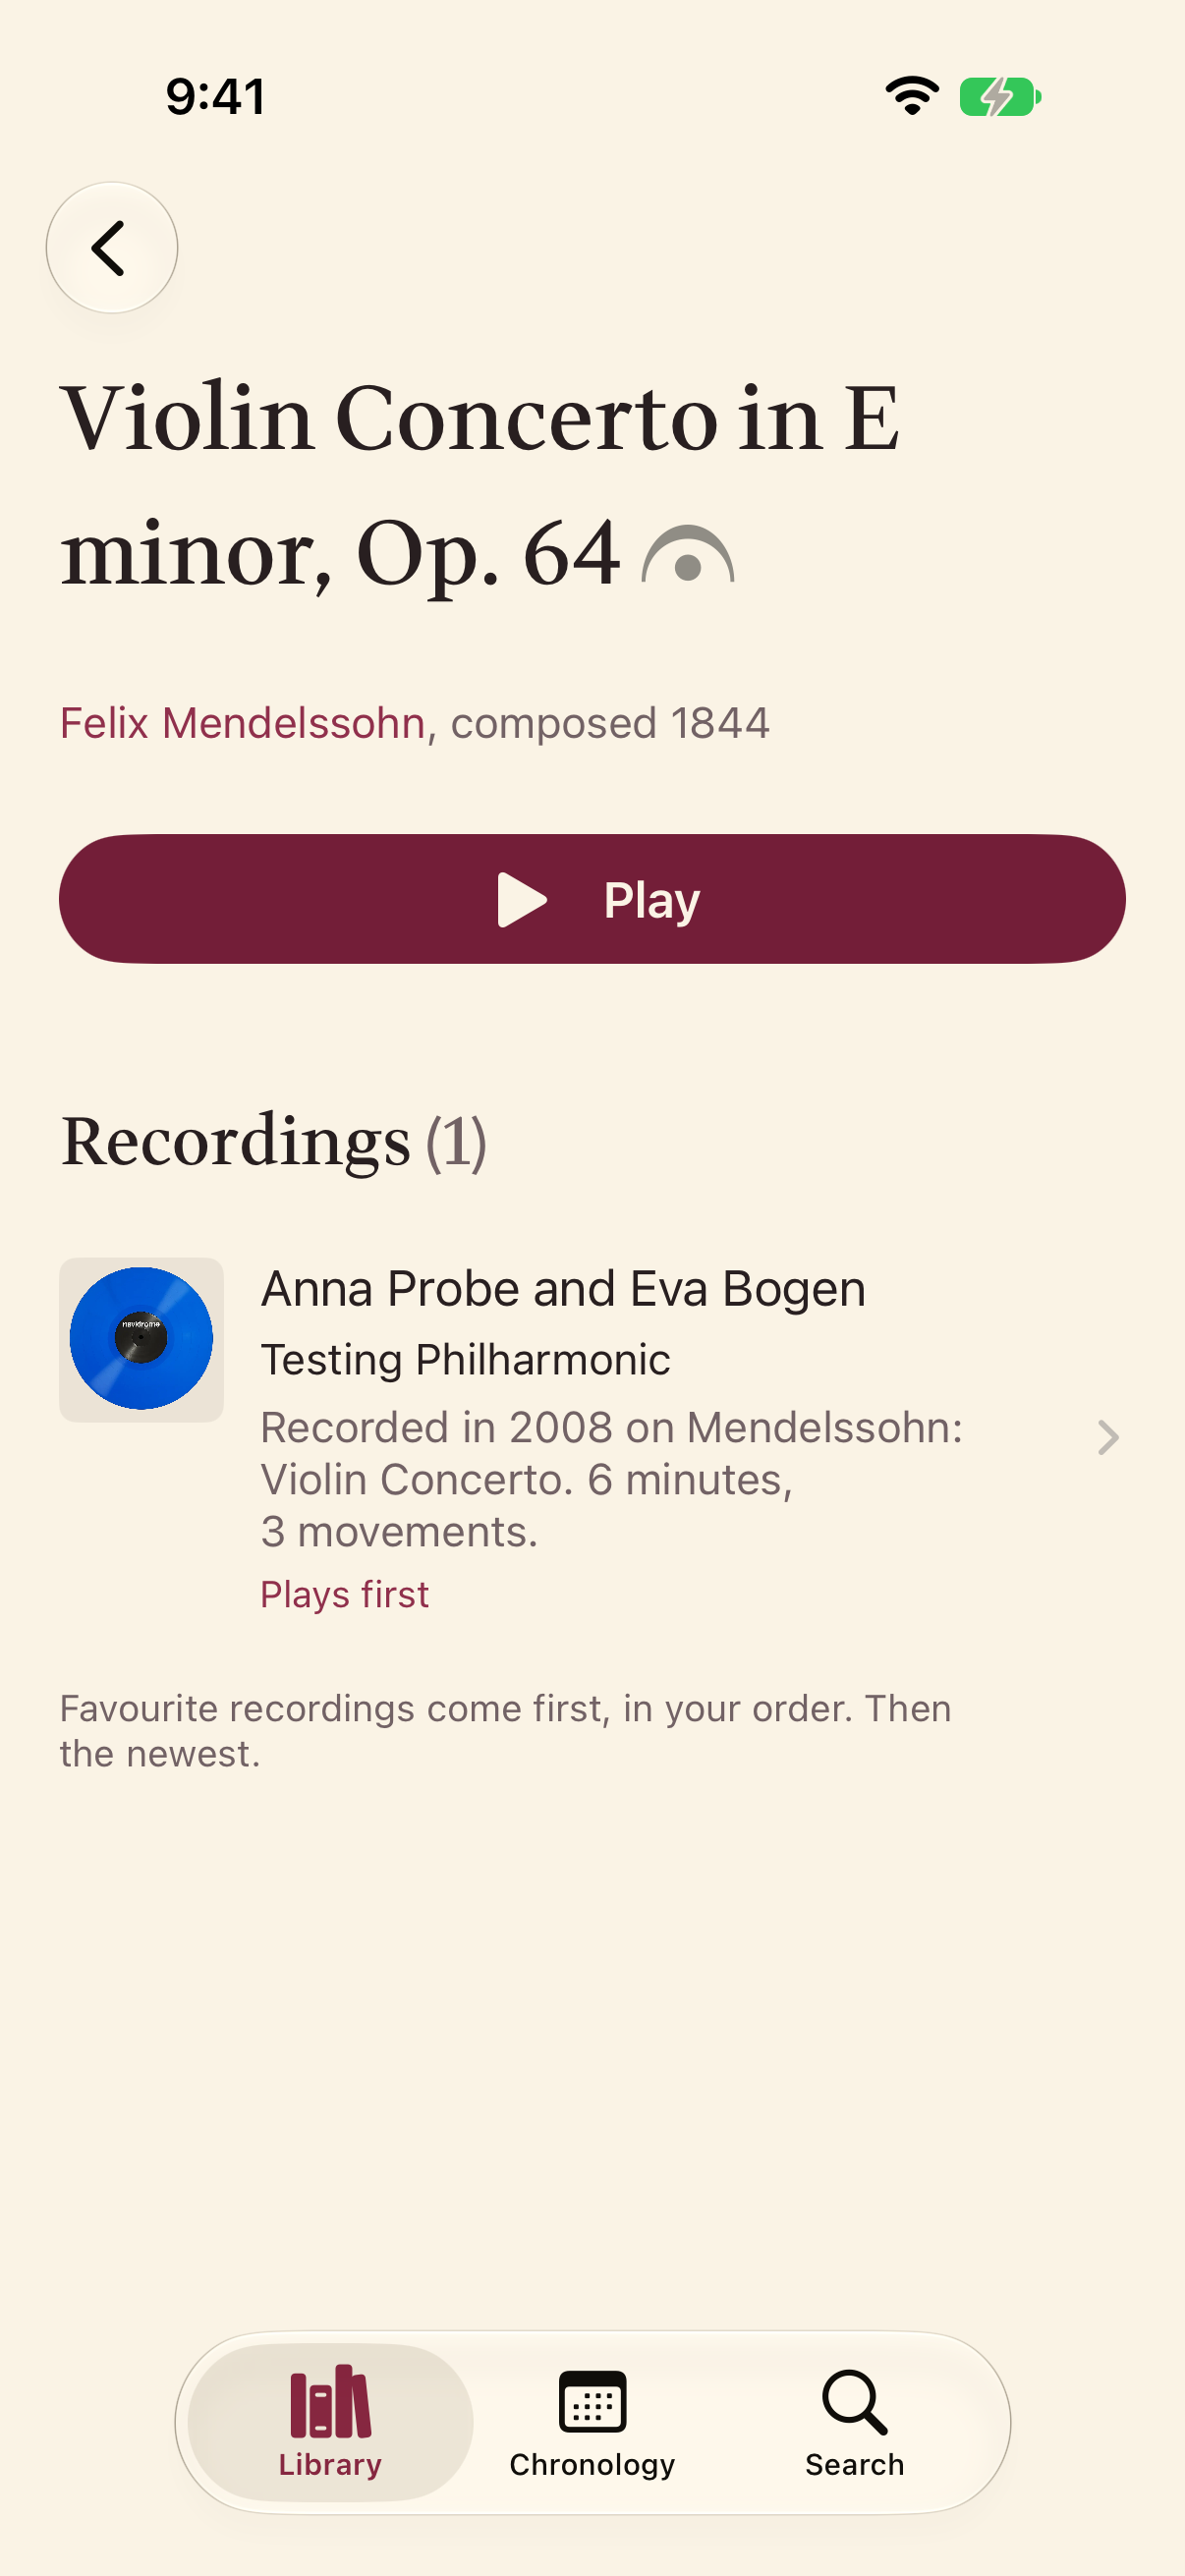 9:41
Violin Concerto in E
minor, Op. 64
Felix Mendelssohn, composed 1844
Play
Recordings (1)
navidrome
Anna Probe and Eva Bogen
Testing Philharmonic
Recorded in 2008 on Mendelssohn:
Violin Concerto. 6 minutes,
3 movements.
Plays first
Favourite recordings come first, in your order. Then
the newest.
Library
Chronology
Search